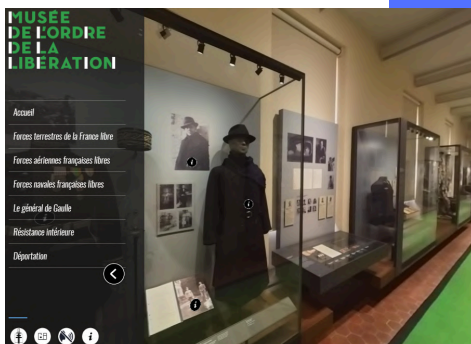 MUSÉE
DE L'ORDRE
DE LA
LIBÉRATION
Accueil
Forces terrestres de la France libre
Forces aériennes françaises libres
Forces navales françaises libres
Le général de Gaulle
Résistance intérieure
Déportation